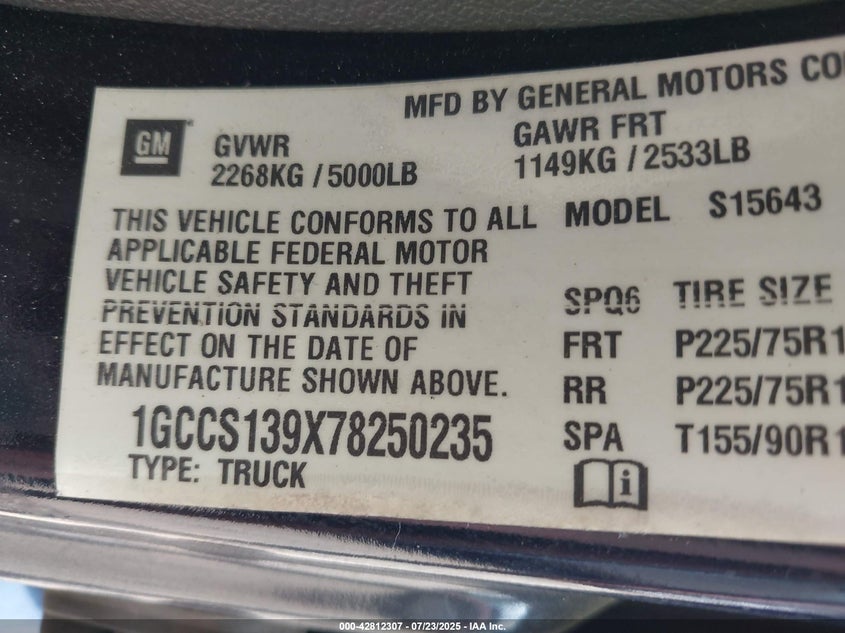 MFD BY GENERAL MOTORS
GM
GVWR
2268KG / 5000LB
GAWR FRT
1149KG / 2533LB
THIS VEHICLE CONFORMS TO ALL
APPLICABLE FEDERAL MOTOR
VEHICLE SAFETY AND THEFT
PREVENTION STANDARDS IN
EFFECT ON THE DATE OF
MANUFACTURE SHOWN ABOVE.
1GCCS139X78250235
TYPE: TRUCK
MODEL S15643
SPQ6 TIRE SIZE
FRT P225/75R1
RR P225/75R1
SPA T155/90R1
i
000-42812307 / 07/23/2025 - IAA Inc.